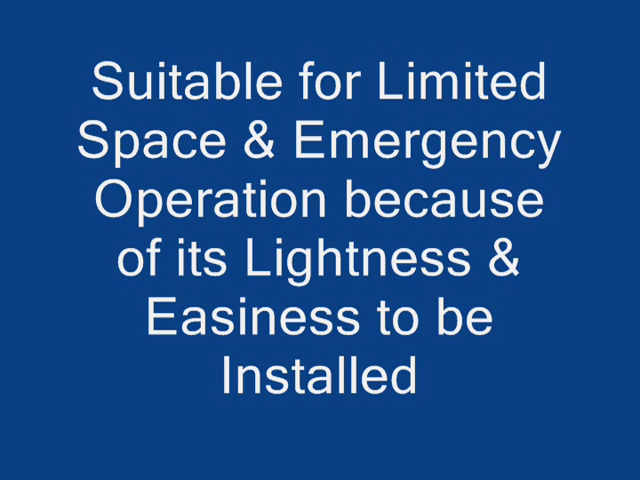 Suitable for Limited
Space & Emergency
Operation because
of its Lightness &
Easiness to be
Installed